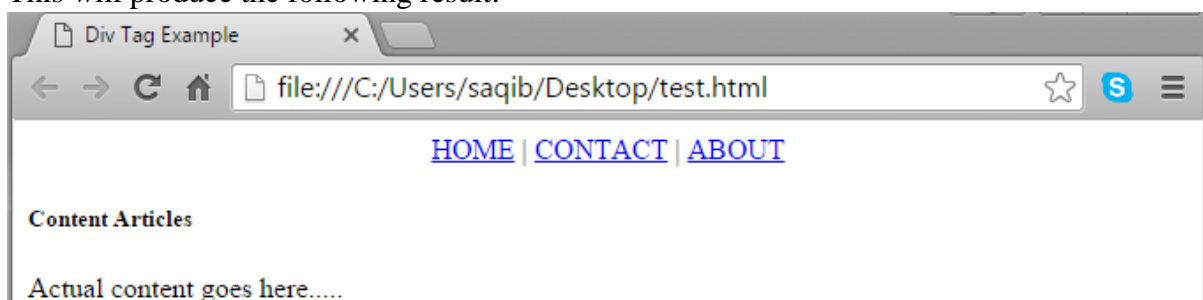 This will produce the following result:
Div Tag Example
file:///C:/Users/saqib/Desktop/test.html
HOME | CONTACT | ABOUT
Content Articles
Actual content goes here.....